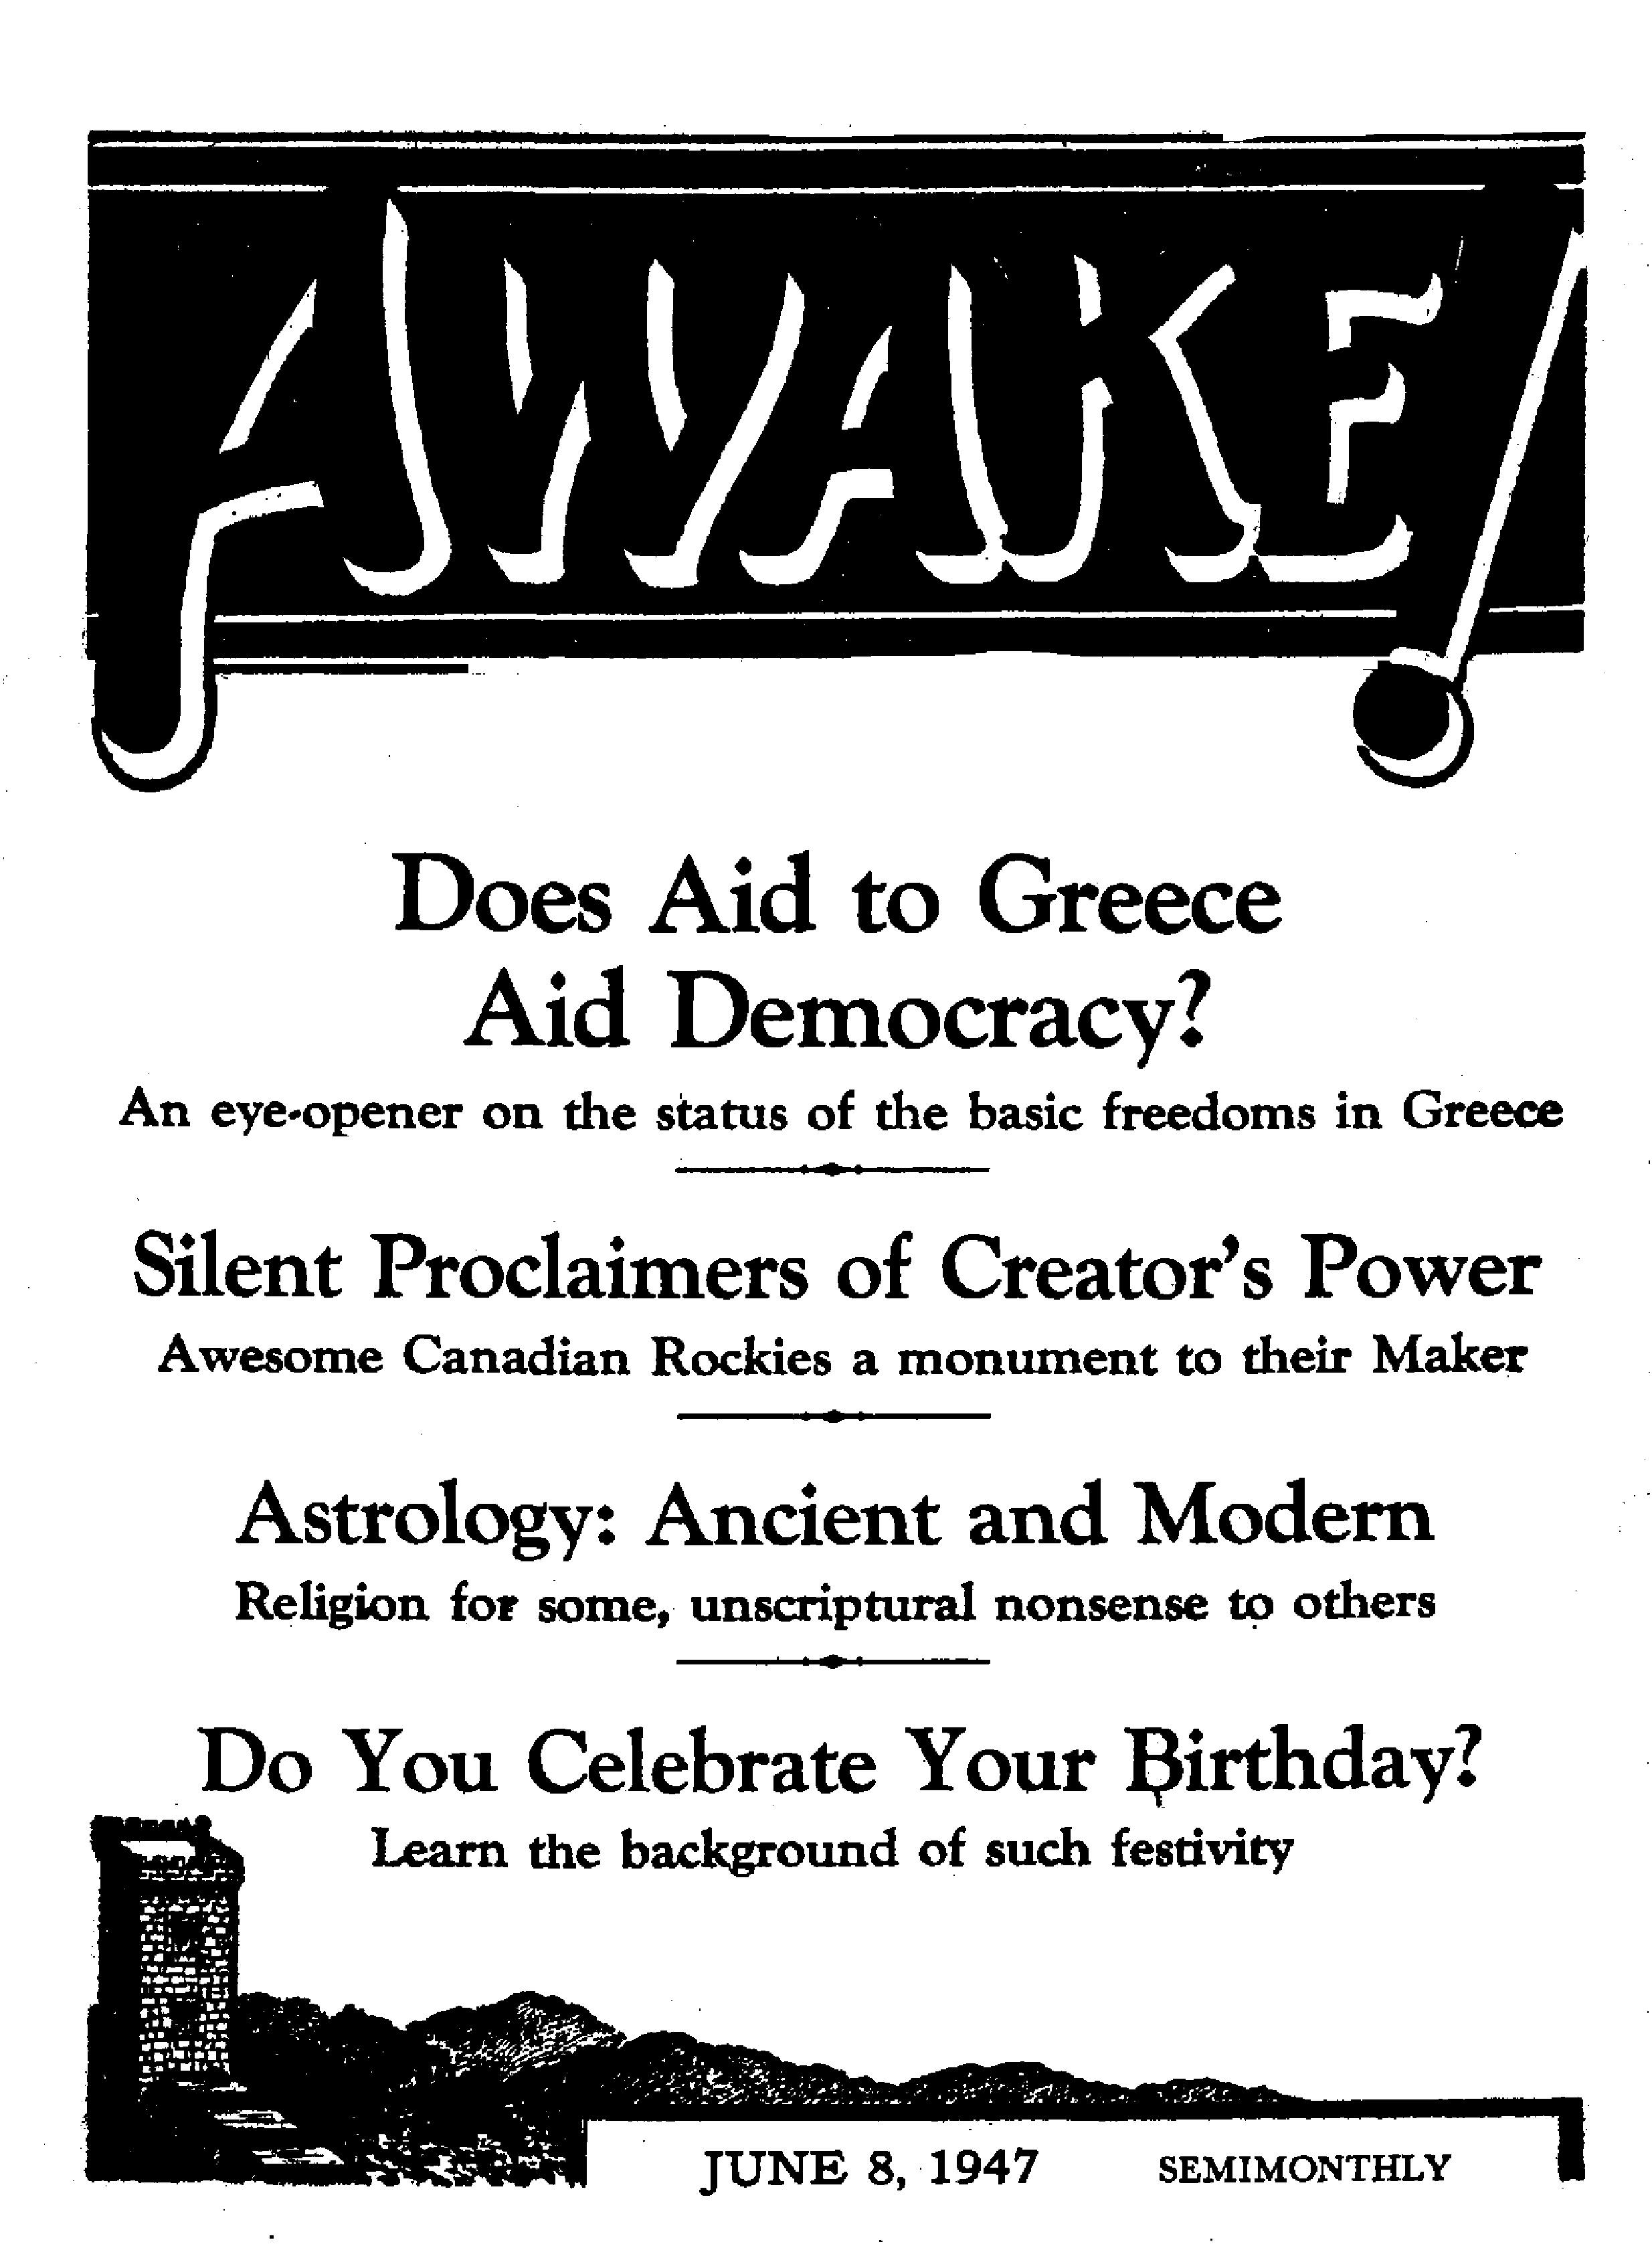 AWAKE!
Does Aid to Greece
Aid Democracy?
An eye-opener on the status of the basic freedoms in Greece
Silent Proclaimers of Creator's Power
Awesome Canadian Rockies a monument to their Maker
Astrology: Ancient and Modern
Religion for some, unscriptural nonsense to others
Do You Celebrate Your Birthday?
Learn the background of such festivity
JUNE 8, 1947 SEMIMONTHLY